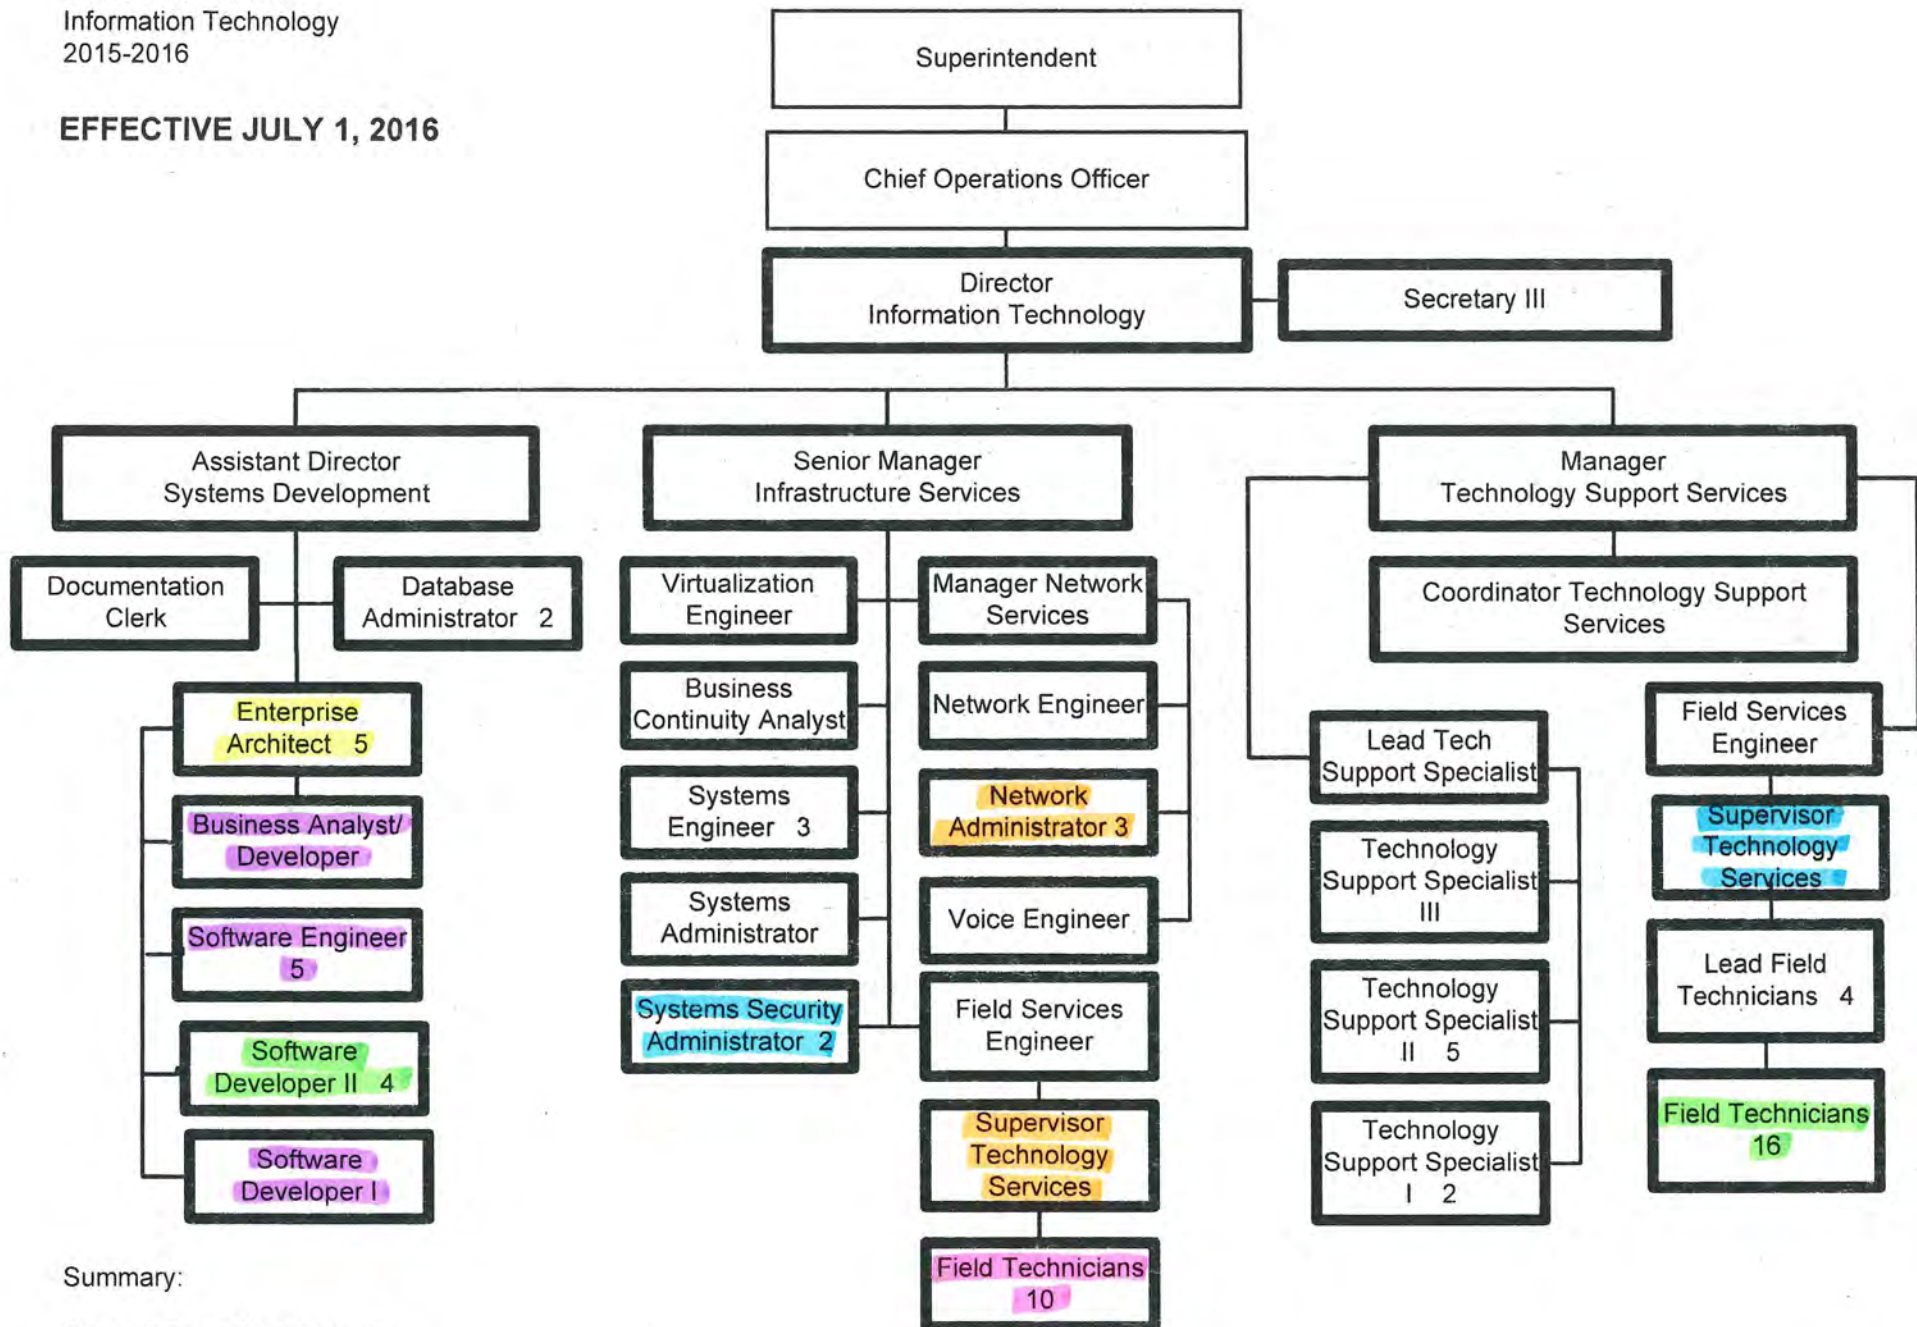 Information Technology
2015-2016
EFFECTIVE JULY 1, 2016
Superintendent
Chief Operations Officer
Director
Information Technology
Secretary III
Assistant Director
Systems Development
Senior Manager
Infrastructure Services
Manager
Technology Support Services
Documentation
Clerk
Database
Administrator 2
Enterprise
Architect 5
Business Analyst/
Developer
Software Engineer
5
Software
Developer II 4
Software
Developer I
Virtualization
Engineer
Business
Continuity Analyst
Systems
Engineer 3
Systems
Administrator
Systems Security
Administrator 2
Manager Network
Services
Network Engineer
Network
Administrator 3
Voice Engineer
Field Services
Engineer
Supervisor
Technology
Services
Field Technicians
10
Coordinator Technology Support
Services
Lead Tech
Support Specialist
Technology
Support Specialist
III
Technology
Support Specialist
II 5
Technology
Support Specialist
I 2
Field Services
Engineer
Supervisor
Technology
Services
Lead Field
Technicians 4
Field Technicians
16
Summary: